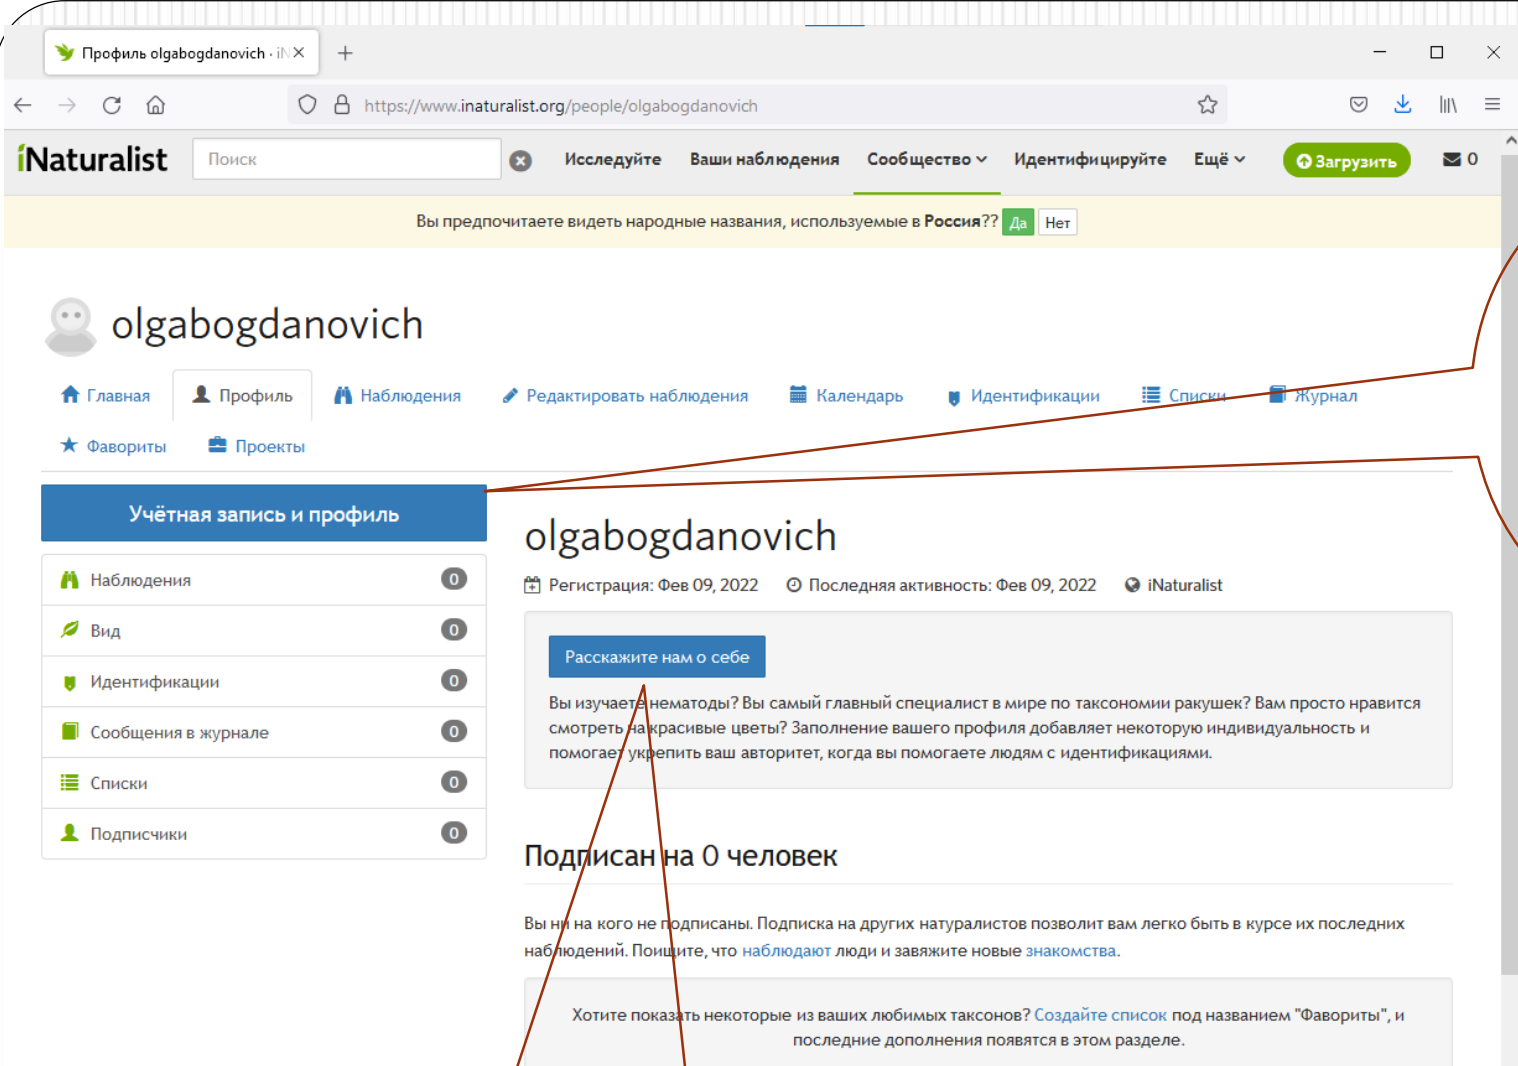 Профиль olgabogdanovich · iN
https://www.inaturalist.org/people/olgabogdanovich
iNaturalist Поиск Исследуйте Ваши наблюдения Сообщество Идентифицируйте Ещё Загрузить 0
Вы предпочитаете видеть народные названия, используемые в Россия?? Да Нет
olgabogdanovich
Главная Профиль Наблюдения Редактировать наблюдения Календарь Идентификации Списки Журнал
Фавориты Проекты
Учётная запись и профиль
Наблюдения 0
Вид 0
Идентификации 0
Сообщения в журнале 0
Списки 0
Подписчики 0
olgabogdanovich
Регистрация: Фев 09, 2022 Последняя активность: Фев 09, 2022 iNaturalist
Расскажите нам о себе
Вы изучаете нематоды? Вы самый главный специалист в мире по таксономии ракушек? Вам просто нравится
смотреть на красивые цветы? Заполнение вашего профиля добавляет некоторую индивидуальность и
помогает укрепить ваш авторитет, когда вы помогаете людям с идентификациями.
Подписан на 0 человек
Вы ни на кого не подписаны. Подписка на других натуралистов позволит вам легко быть в курсе их последних
наблюдений. Поищите, что наблюдают люди и завяжите новые знакомства.
Хотите показать некоторые из ваших любимых таксонов? Создайте список под названием "Фавориты", и
последние дополнения появятся в этом разделе.